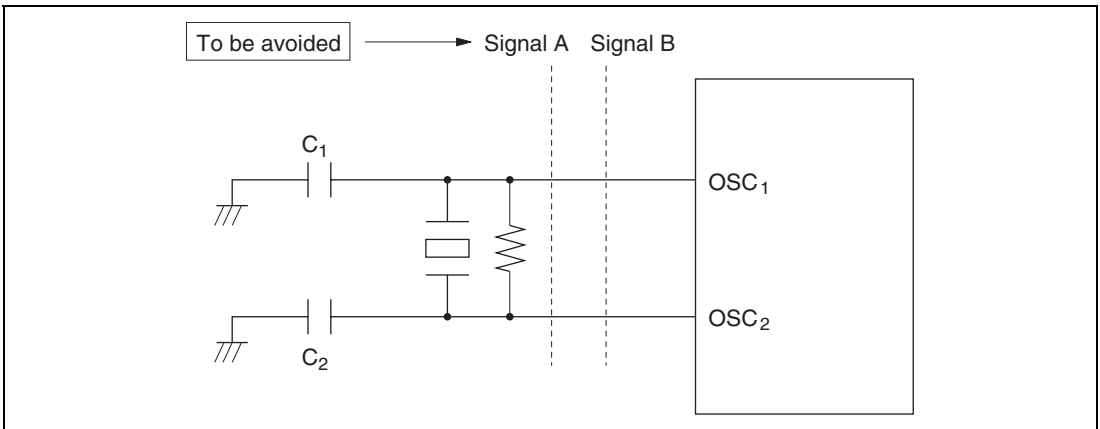 To be avoided
Signal A
Signal B
C₁
OSC₁
OSC₂
C₂